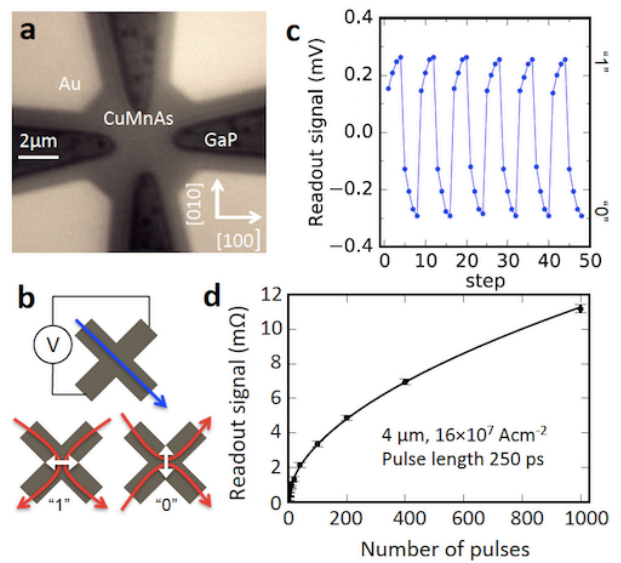 a
Au
CuMnAs
2µm
GaP
[010]
[100]
c
Readout signal (mV)
0.4
0.2
0.0
−0.2
−0.4
"1"
"0"
0 10 20 30 40 50
step
b
V
"1" "0"
d
Readout signal (mΩ)
12
10
8
6
4
2
0
4 µm, 16×10⁷ Acm⁻²
Pulse length 250 ps
0 200 400 600 800 1000
Number of pulses